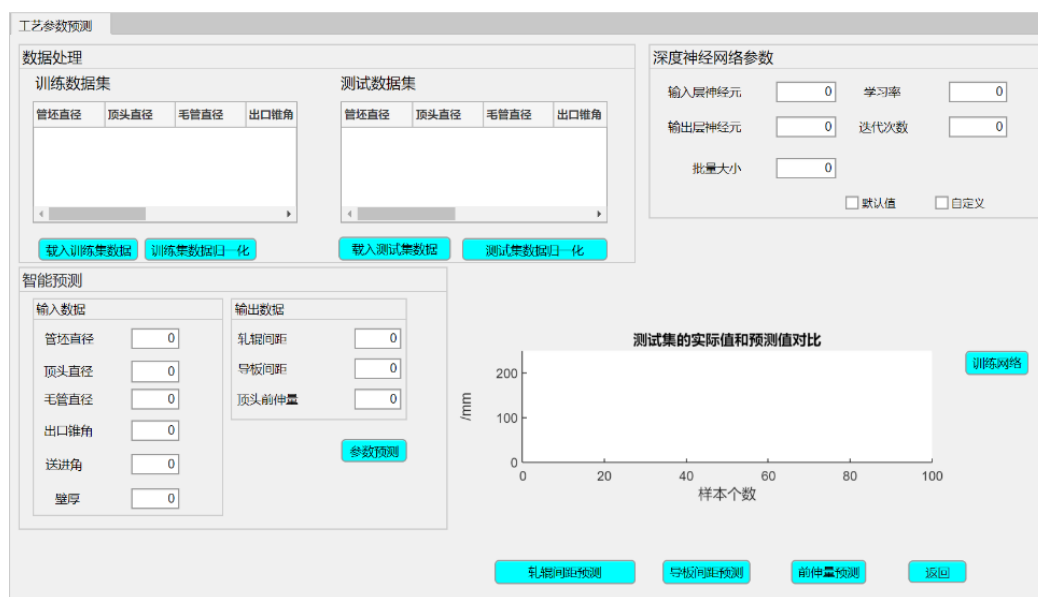 工艺参数预测
数据处理
训练数据集
管坯直径 顶头直径 毛管直径 出口锥角
载入训练集数据 训练集数据归一化
测试数据集
管坯直径 顶头直径 毛管直径 出口锥角
载入测试集数据 测试集数据归一化
深度神经网络参数
输入层神经元 0 学习率 0
输出层神经元 0 迭代次数 0
批量大小 0
默认值 自定义
智能预测
输入数据
管坯直径 0
顶头直径 0
毛管直径 0
出口锥角 0
送进角 0
壁厚 0
输出数据
轧辊间距 0
导板间距 0
顶头前伸量 0
参数预测
测试集的实际值和预测值对比
200
100
0
/mm
0 20 40 60 80 100
样本个数
训练网络
轧辊间距预测 导板间距预测 前伸量预测 返回